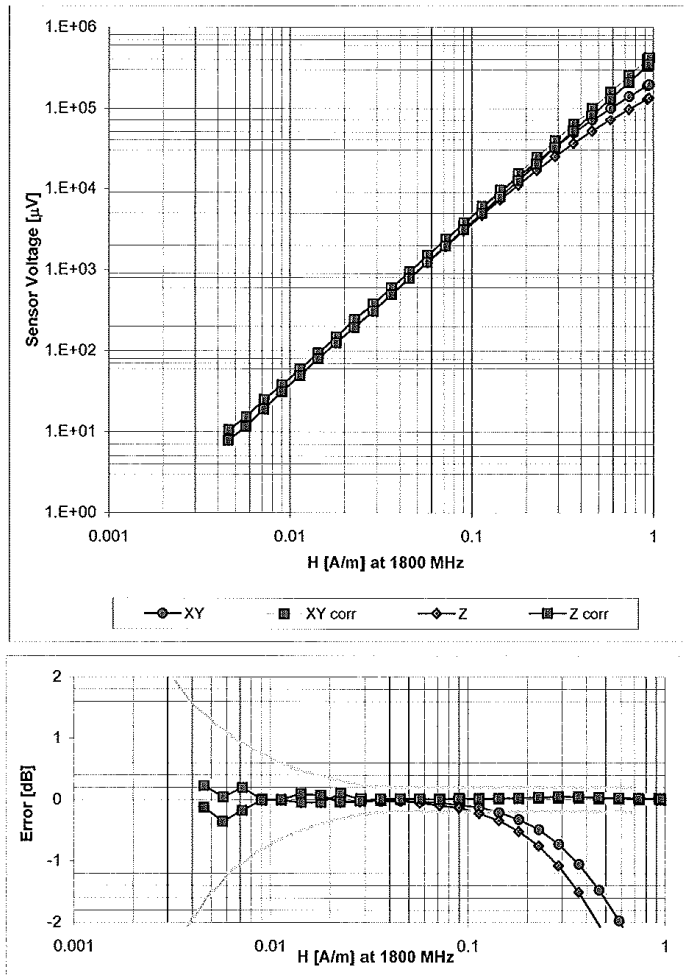 1.E+06
1.E+05
1.E+04
1.E+03
1.E+02
1.E+01
1.E+00
Sensor Voltage [µV]
0.001 0.01 0.1 1
H [A/m] at 1800 MHz
XY XY corr Z Z corr
2
1
0
-1
-2
Error [dB]
0.001 0.01 0.1 1
H [A/m] at 1800 MHz